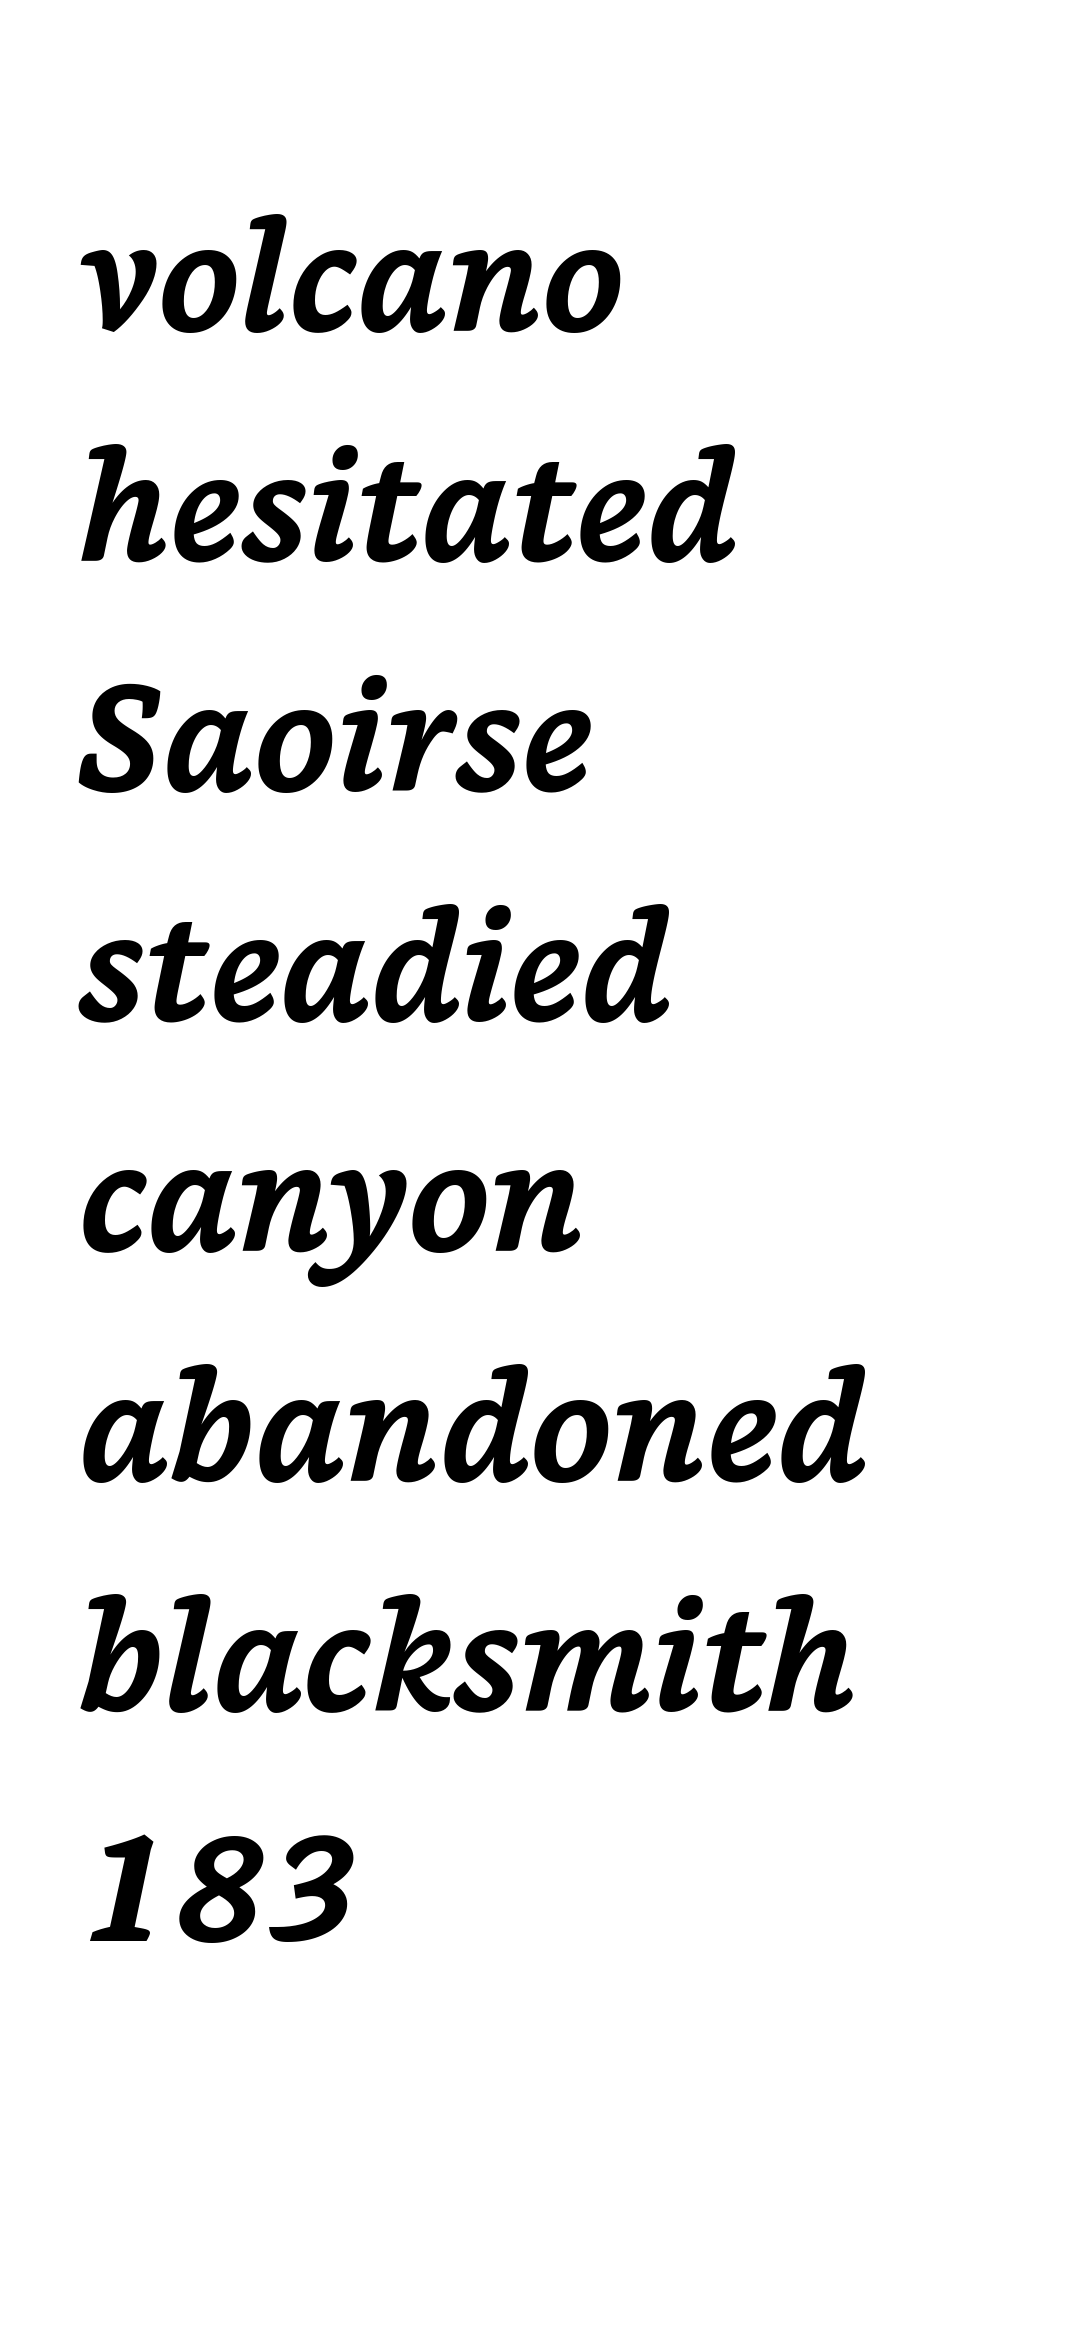 volcano
hesitated
Saoirse
steadied
canyon
abandoned
blacksmith
183